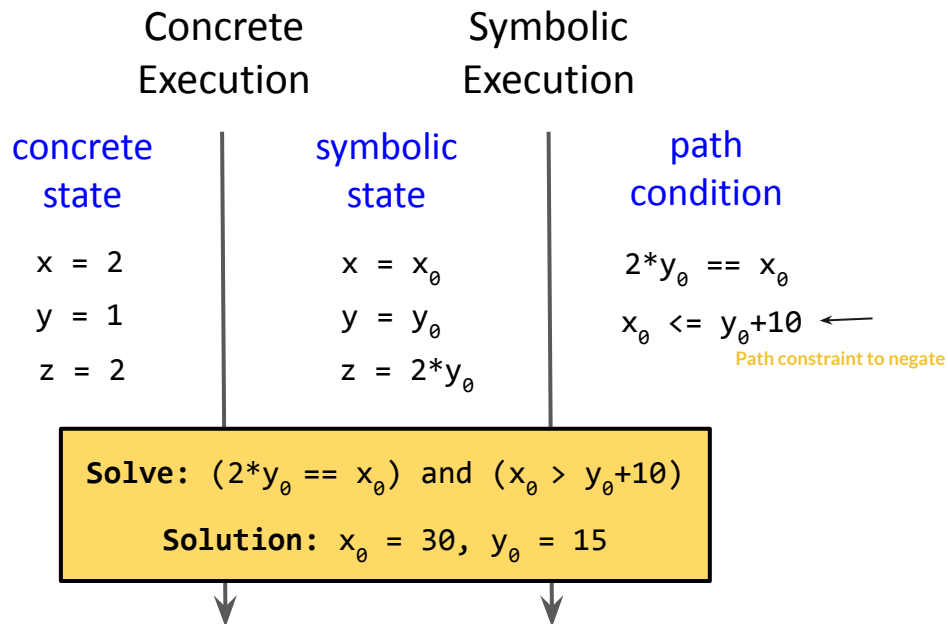 Concrete
Execution
Symbolic
Execution
concrete
state
symbolic
state
path
condition
x = 2
x = x₀
2*y₀ == x₀
y = 1
y = y₀
x₀ <= y₀+10
Path constraint to negate
z = 2
z = 2*y₀
Solve: (2*y₀ == x₀) and (x₀ > y₀+10)
Solution: x₀ = 30, y₀ = 15